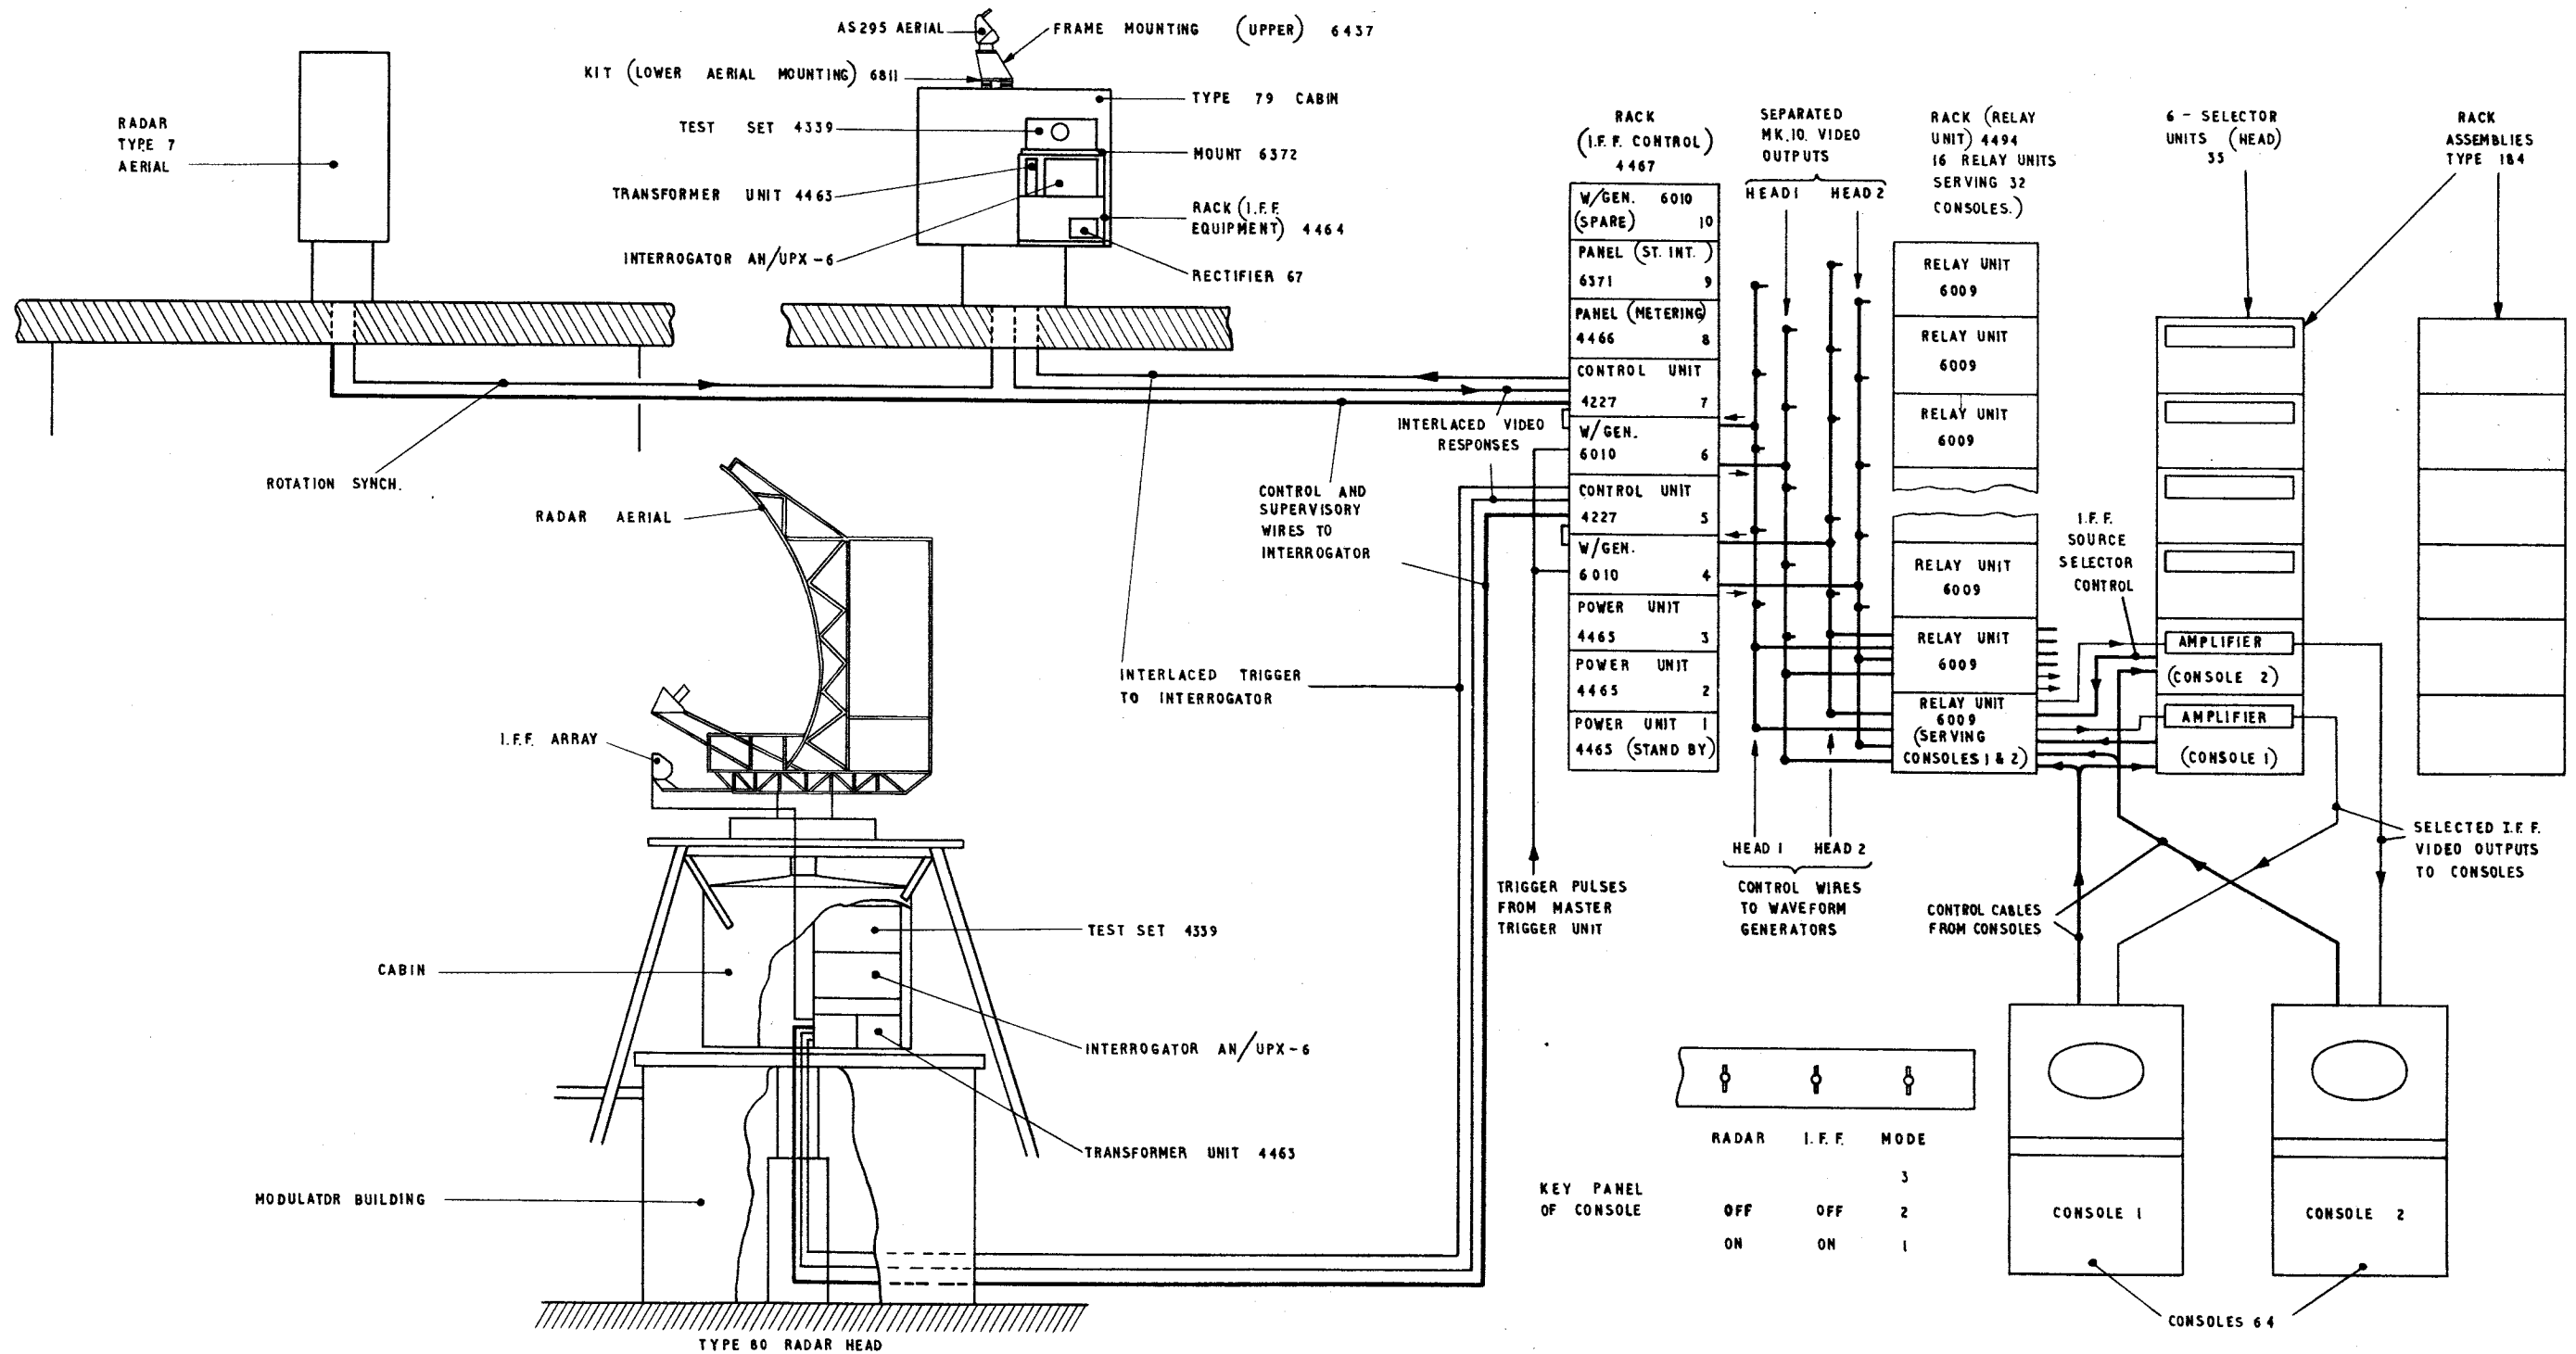 RADAR
TYPE 7
AERIAL
AS295 AERIAL
FRAME MOUNTING (UPPER) 6437
KIT (LOWER AERIAL MOUNTING) 6811
TYPE 79 CABIN
TEST SET 4339
MOUNT 6372
TRANSFORMER UNIT 4463
RACK (I.F.F.
EQUIPMENT) 4464
INTERROGATOR AN/UPX-6
RECTIFIER 67
ROTATION SYNCH.
RADAR AERIAL
I.F.F. ARRAY
CABIN
MODULATOR BUILDING
TEST SET 4339
INTERROGATOR AN/UPX-6
TRANSFORMER UNIT 4463
TYPE 80 RADAR HEAD
INTERLACED VIDEO
RESPONSES
CONTROL AND
SUPERVISORY
WIRES TO
INTERROGATOR
INTERLACED TRIGGER
TO INTERROGATOR
RACK
(I.F.F. CONTROL)
4467
W/GEN. 6010
(SPARE) 10
PANEL (ST. INT.)
6371 9
PANEL (METERING)
4466 8
CONTROL UNIT
4227 7
W/GEN.
6010 6
CONTROL UNIT
4227 5
W/GEN.
6010 4
POWER UNIT
4465 3
POWER UNIT
4465 2
POWER UNIT 1
4465 (STAND BY)
TRIGGER PULSES
FROM MASTER
TRIGGER UNIT
SEPARATED
MK.10. VIDEO
OUTPUTS
HEAD 1 HEAD 2
HEAD 1 HEAD 2
CONTROL WIRES
TO WAVEFORM
GENERATORS
RACK (RELAY
UNIT) 4494
16 RELAY UNITS
SERVING 32
CONSOLES.)
RELAY UNIT
6009
RELAY UNIT
6009
RELAY UNIT
6009
RELAY UNIT
6009
RELAY UNIT
6009
RELAY UNIT
6009
(SERVING
CONSOLES 1 & 2)
I.F.F.
SOURCE
SELECTOR
CONTROL
6 - SELECTOR
UNITS (HEAD)
35
AMPLIFIER
(CONSOLE 2)
AMPLIFIER
(CONSOLE 1)
RACK
ASSEMBLIES
TYPE 184
SELECTED I.F.F.
VIDEO OUTPUTS
TO CONSOLES
CONTROL CABLES
FROM CONSOLES
RADAR I.F.F. MODE
3
KEY PANEL
OF CONSOLE
OFF OFF 2
ON ON 1
CONSOLE 1
CONSOLE 2
CONSOLES 64